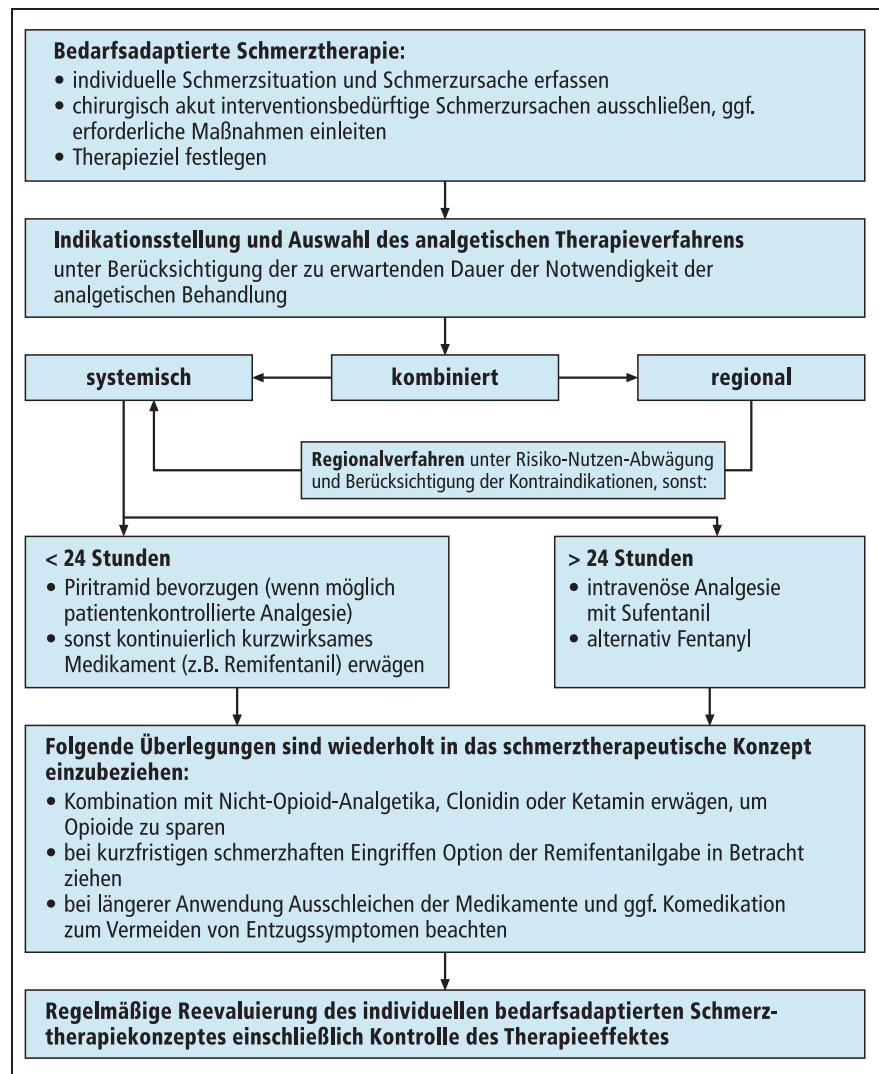 Bedarfsadaptierte Schmerztherapie:
• individuelle Schmerzsituation und Schmerzursache erfassen
• chirurgisch akut interventionsbedürftige Schmerzursachen ausschließen, ggf.
erforderliche Maßnahmen einleiten
• Therapieziel festlegen
Indikationsstellung und Auswahl des analgetischen Therapieverfahrens
unter Berücksichtigung der zu erwartenden Dauer der Notwendigkeit der
analgetischen Behandlung
systemisch
kombiniert
regional
Regionalverfahren unter Risiko-Nutzen-Abwägung
und Berücksichtigung der Kontraindikationen, sonst:
< 24 Stunden
• Piritramid bevorzugen (wenn möglich
patientenkontrollierte Analgesie)
• sonst kontinuierlich kurzwirksames
Medikament (z.B. Remifentanil) erwägen
> 24 Stunden
• intravenöse Analgesie
mit Sufentanil
• alternativ Fentanyl
Folgende Überlegungen sind wiederholt in das schmerztherapeutische Konzept
einzubeziehen:
• Kombination mit Nicht-Opioid-Analgetika, Clonidin oder Ketamin erwägen, um
Opioide zu sparen
• bei kurzfristigen schmerzhaften Eingriffen Option der Remifentanilgabe in Betracht
ziehen
• bei längerer Anwendung Ausschleichen der Medikamente und ggf. Komedikation
zum Vermeiden von Entzugssymptomen beachten
Regelmäßige Reevaluierung des individuellen bedarfsadaptierten Schmerz-
therapiekonzeptes einschließlich Kontrolle des Therapieeffektes